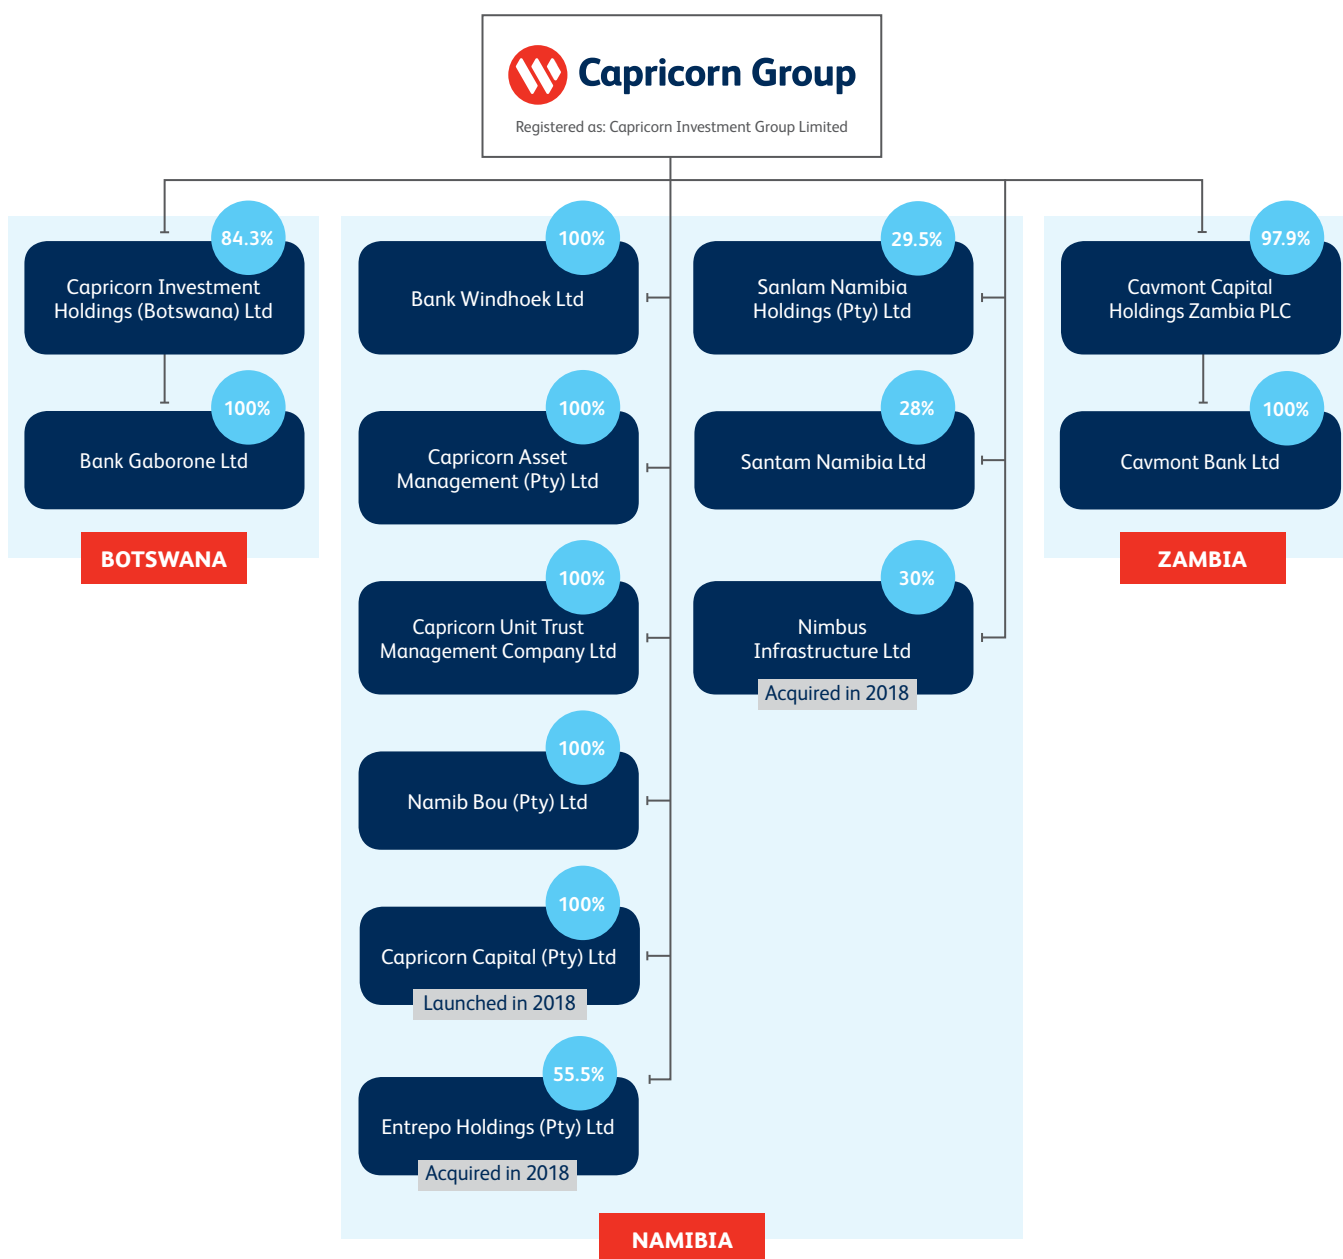 Capricorn Group
Registered as: Capricorn Investment Group Limited
84.3%
Capricorn Investment
Holdings (Botswana) Ltd
100%
Bank Gaborone Ltd
BOTSWANA
100%
Bank Windhoek Ltd
100%
Capricorn Asset
Management (Pty) Ltd
100%
Capricorn Unit Trust
Management Company Ltd
100%
Namib Bou (Pty) Ltd
100%
Capricorn Capital (Pty) Ltd
Launched in 2018
55.5%
Entrepo Holdings (Pty) Ltd
Acquired in 2018
29.5%
Sanlam Namibia
Holdings (Pty) Ltd
28%
Santam Namibia Ltd
30%
Nimbus
Infrastructure Ltd
Acquired in 2018
NAMIBIA
97.9%
Cavmont Capital
Holdings Zambia PLC
100%
Cavmont Bank Ltd
ZAMBIA